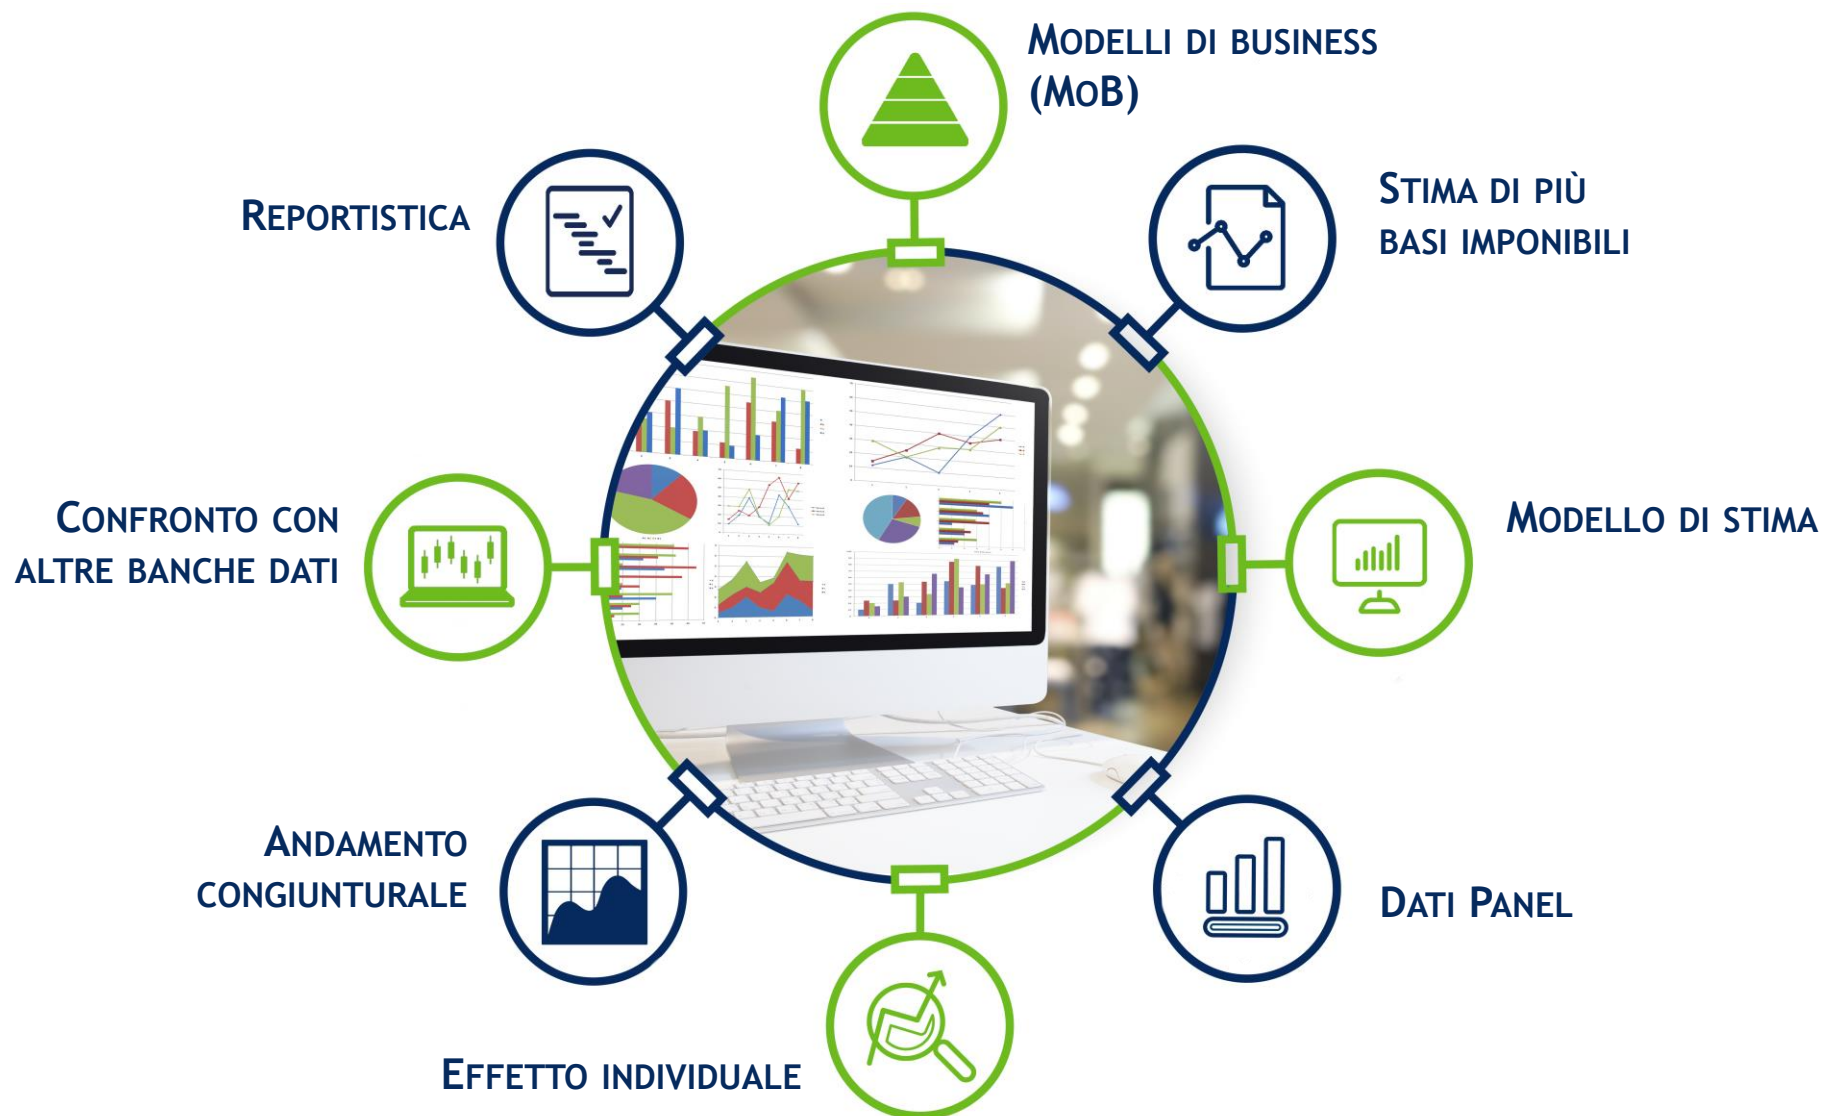 Modelli di business
(MoB)
Stima di più
basi imponibili
Modello di stima
Dati Panel
Effetto individuale
Andamento
congiunturale
Confronto con
altre banche dati
Reportistica